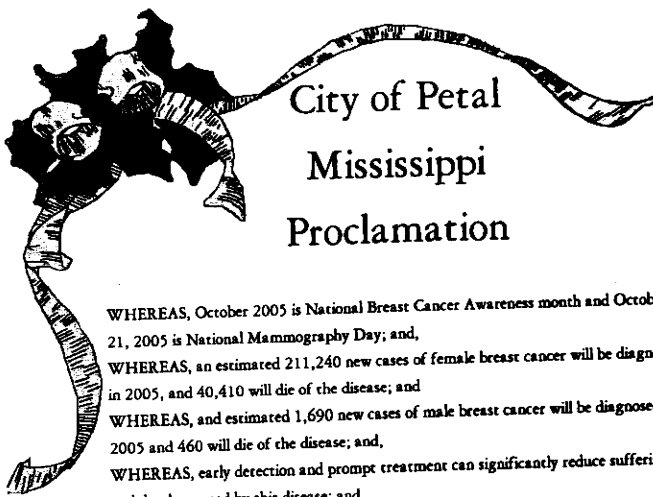 City of Petal
Mississippi
Proclamation
WHEREAS, October 2005 is National Breast Cancer Awareness month and Octob
21, 2005 is National Mammography Day; and,
WHEREAS, an estimated 211,240 new cases of female breast cancer will be diagn
in 2005, and 40,410 will die of the disease; and
WHEREAS, and estimated 1,690 new cases of male breast cancer will be diagnose
2005 and 460 will die of the disease; and,
WHEREAS, early detection and prompt treatment can significantly reduce sufferi
by this disease; and